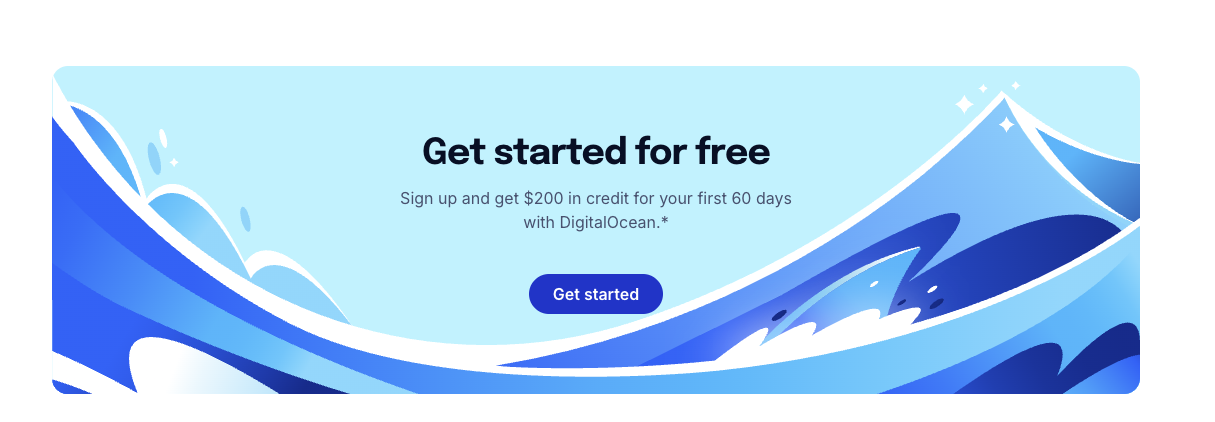 Get started for free
Sign up and get $200 in credit for your first 60 days
with DigitalOcean.*
Get started